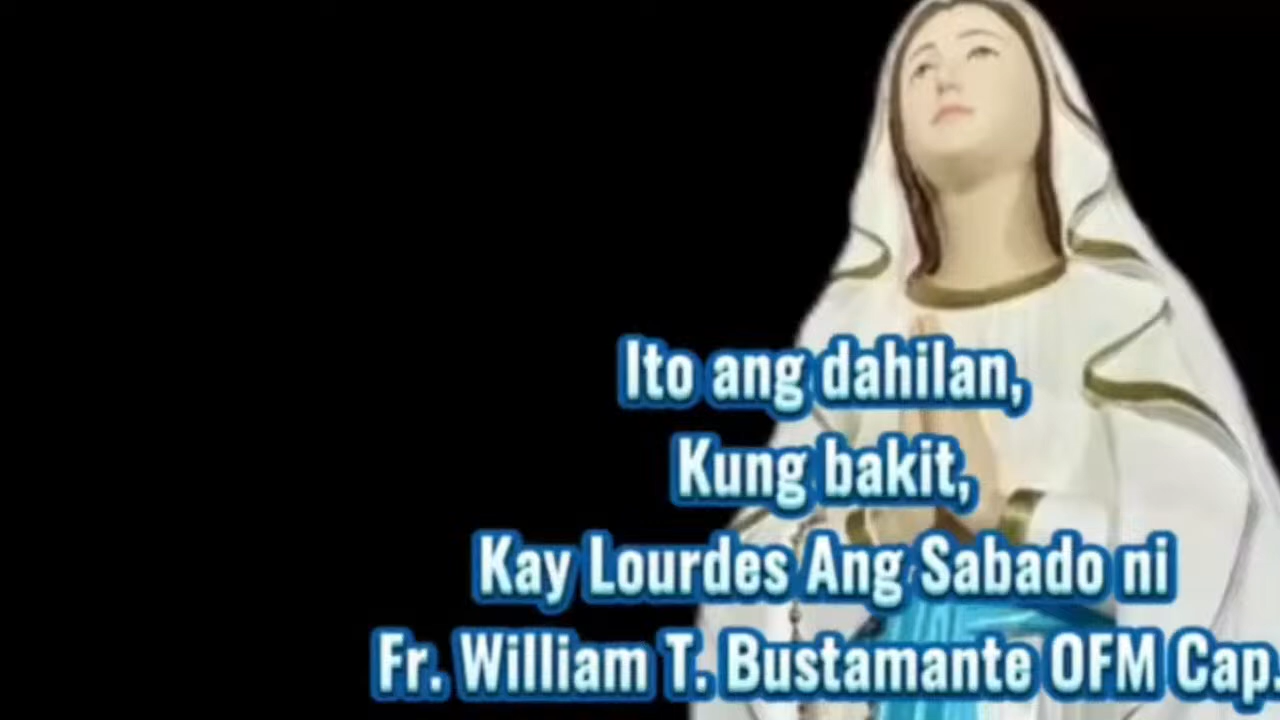 Ito ang dahilan,
Kung bakit,
Kay Lourdes Ang Sabado ni
Fr. William T. Bustamante OFM Cap.